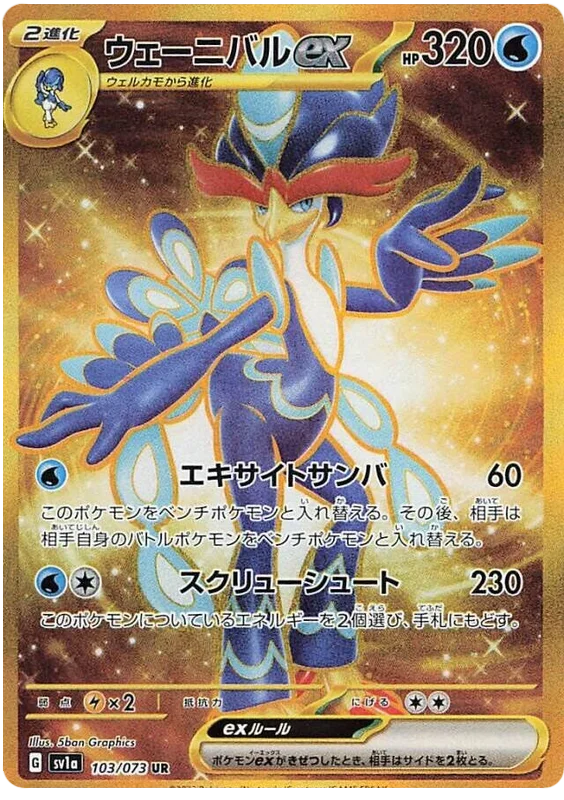 2進化
ウェーニバルex
HP320
ウェルカモから進化
エキサイトサンバ 60
このポケモンをベンチポケモンと入れ替える。その後、相手は
相手自身のバトルポケモンをベンチポケモンと入れ替える。
スクリューシュート 230
このポケモンについているエネルギーを2個選び、手札にもどす。
弱点 ×2 抵抗力 にげる
exルール
ポケモンexがきぜつしたとき、相手はサイドを2枚とる。
Illus. 5ban Graphics
G sv1a 103/073 UR